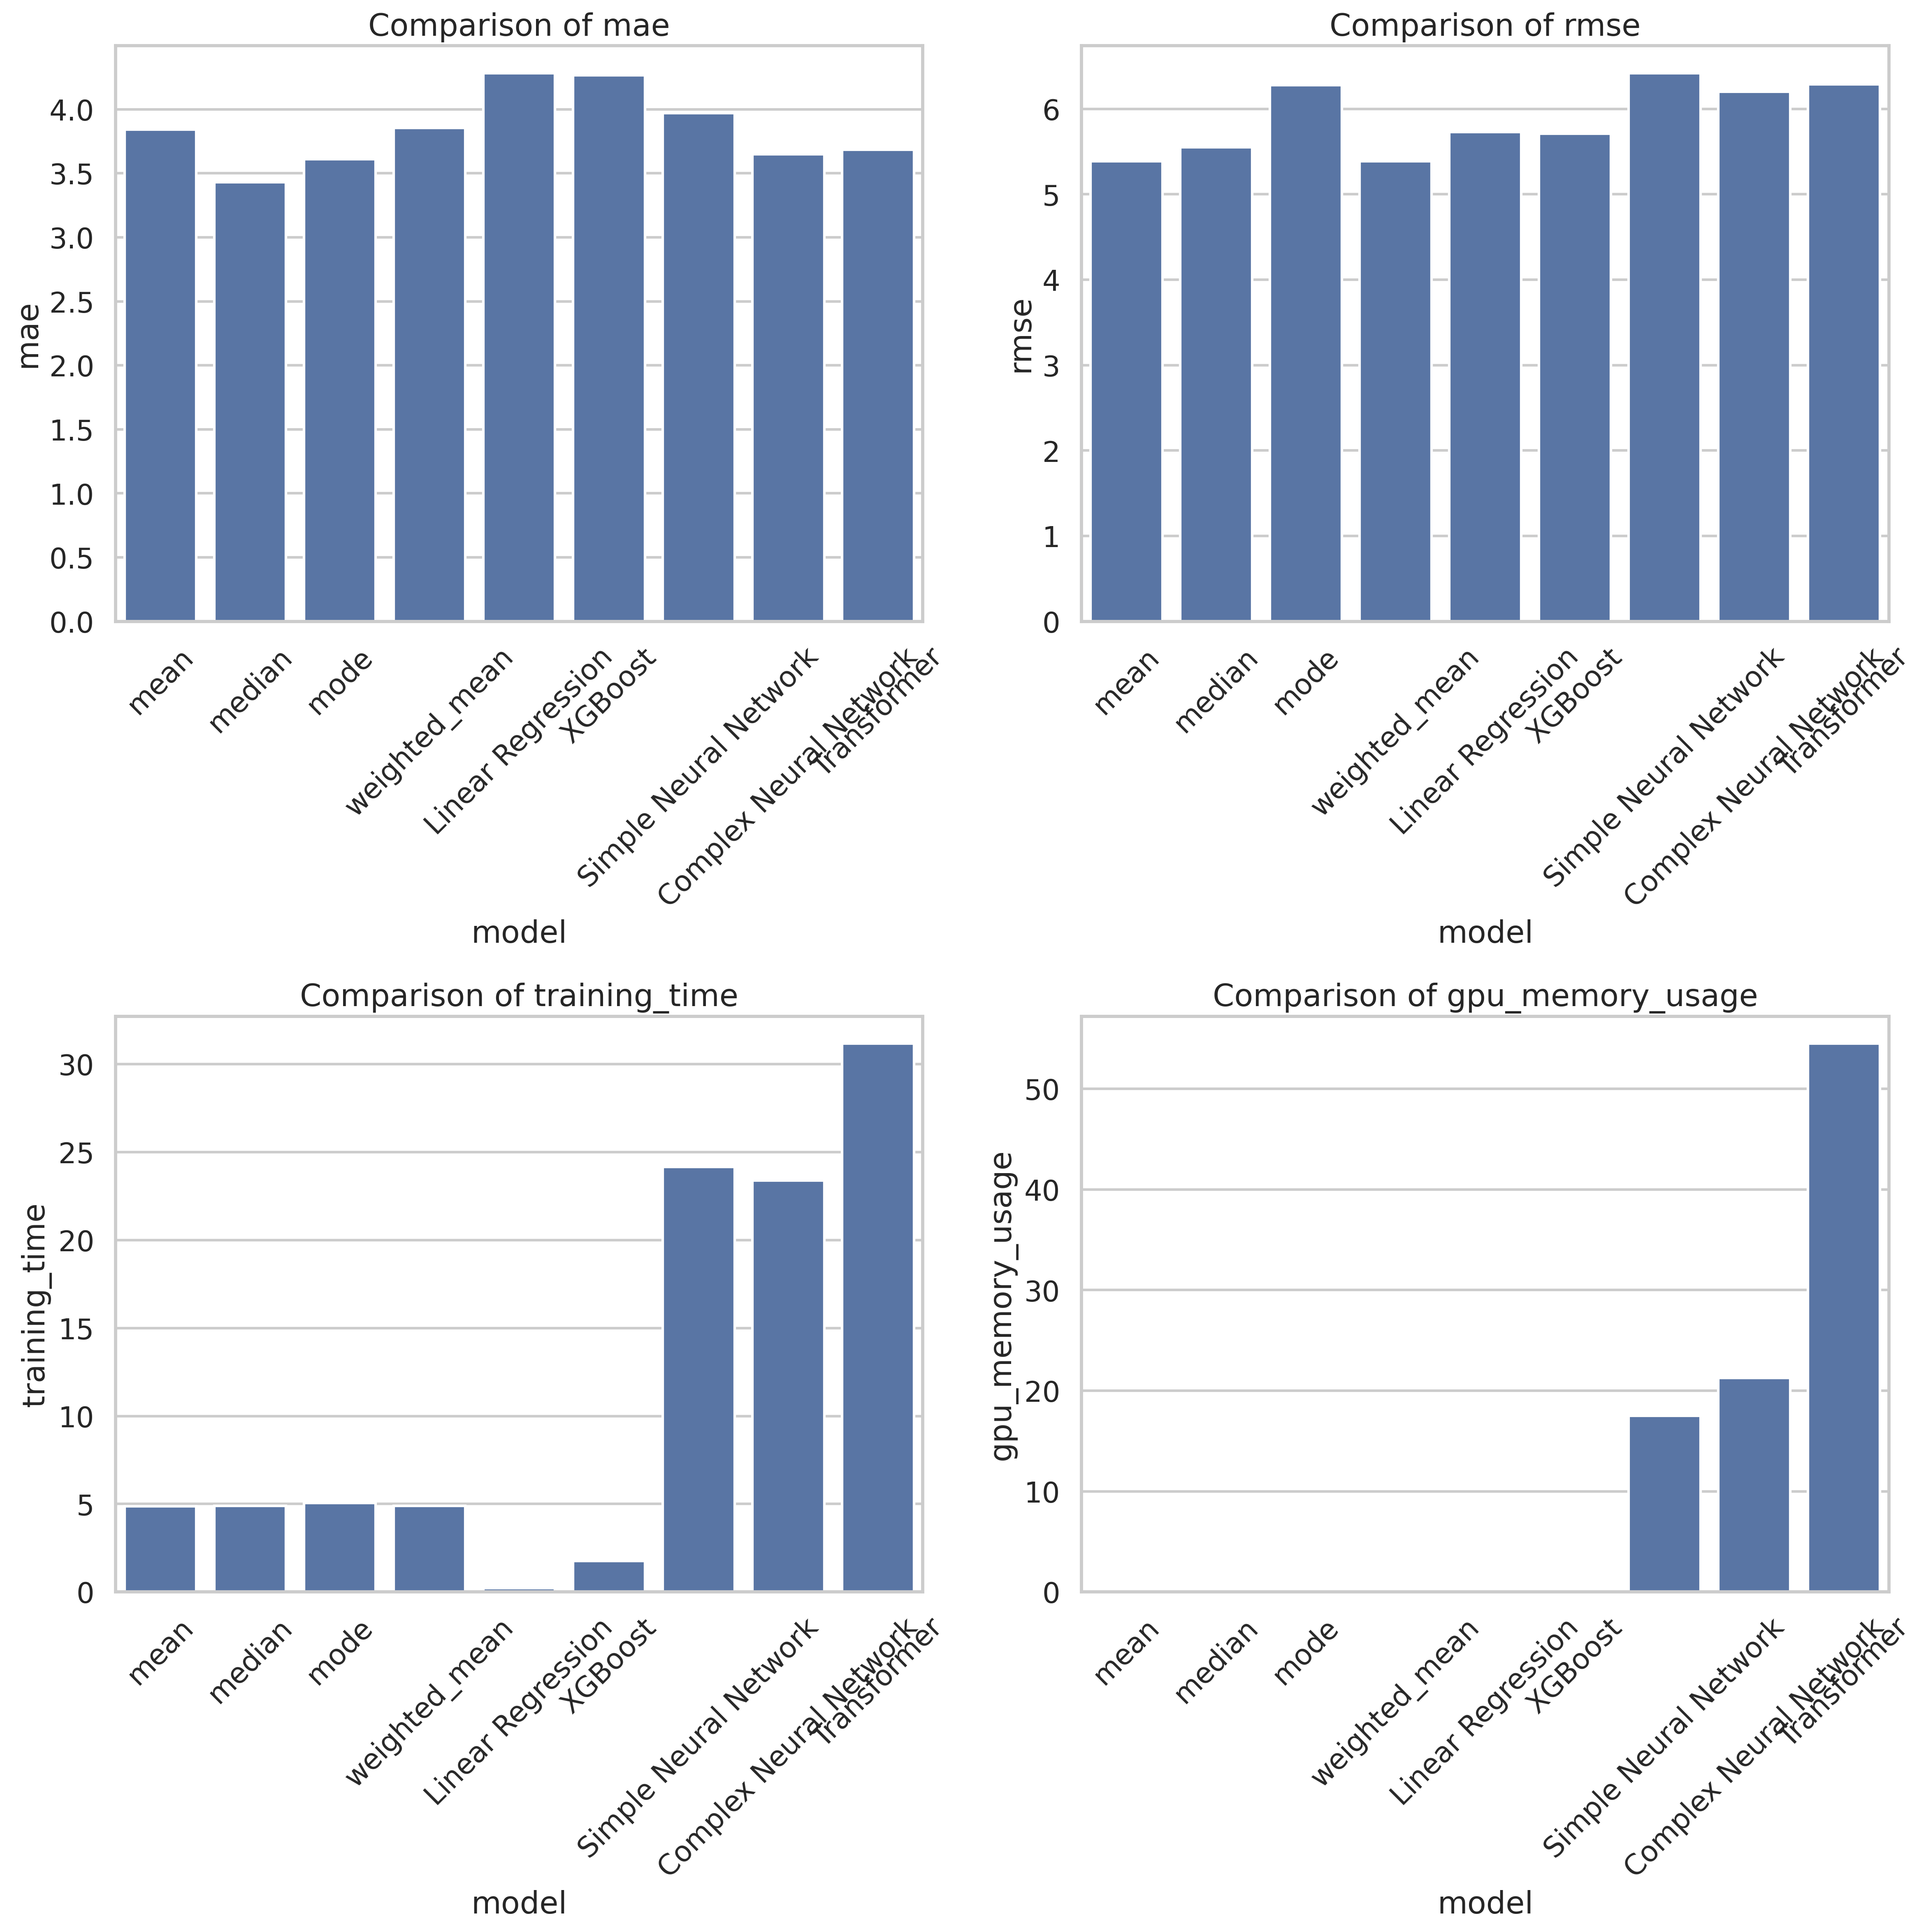 Comparison of mae
mae
4.0
3.5
3.0
2.5
2.0
1.5
1.0
0.5
0.0
mean
median
mode
weighted_mean
Linear Regression
XGBoost
Simple Neural Network
Complex Neural Network
Transformer
model
Comparison of rmse
rmse
6
5
4
3
2
1
0
mean
median
mode
weighted_mean
Linear Regression
XGBoost
Simple Neural Network
Complex Neural Network
Transformer
model
Comparison of training_time
training_time
30
25
20
15
10
5
0
mean
median
mode
weighted_mean
Linear Regression
XGBoost
Simple Neural Network
Complex Neural Network
Transformer
model
Comparison of gpu_memory_usage
gpu_memory_usage
50
40
30
20
10
0
mean
median
mode
weighted_mean
Linear Regression
XGBoost
Simple Neural Network
Complex Neural Network
Transformer
model